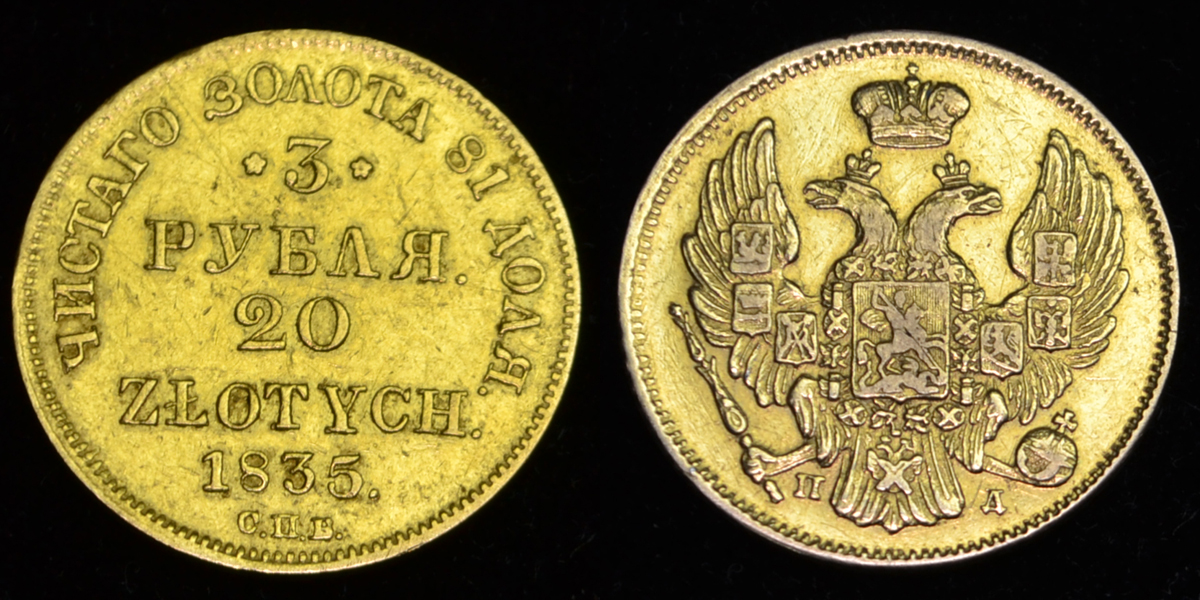 ЧИСТАГО ЗОЛОТА 81 ДОЛЯ.
3
РУБЛЯ.
20
ZŁOTYCH.
1835.
С.П.Б.
П Д